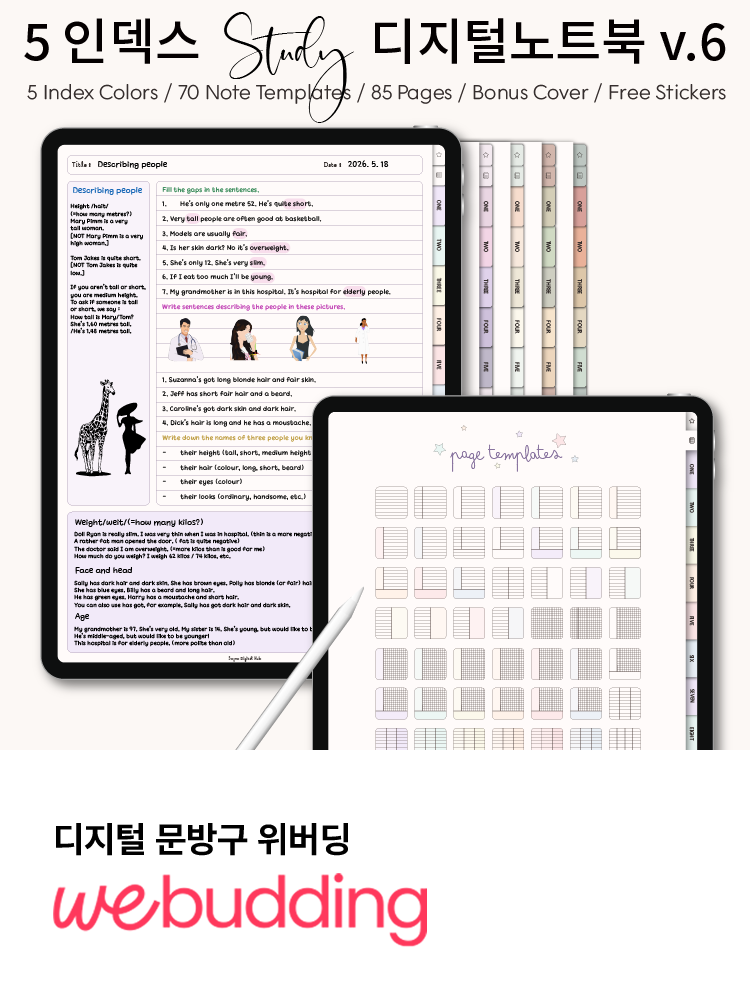 5 인덱스 Study 디지털노트북 v.6
5 Index Colors / 70 Note Templates / 85 Pages / Bonus Cover / Free Stickers
Title : Describing people
Date : 2026. 5. 18
Describing people
Height /hait/
(=how many metres?)
Mary Pimm is a very
tall woman.
[NOT Mary Pimm is a very
high woman.]
Tom Jakes is quite short.
[NOT Tom Jakes is quite
low.]
If you aren't tall or short,
you are medium height.
To ask if someone is tall
or short, we say :
How tall is Mary/Tom?
She's 1.60 metres tall.
/He's 1.48 metres tall.
Fill the gaps in the sentences.
1. He's only one metre 52. He's quite short.
2. Very tall people are often good at basketball.
3. Models are usually fair.
4. Is her skin dark? No it's overweight.
5. She's only 12. She's very slim.
6. If I eat too much I'll be young.
7. My grandmother is in this hospital. It's hospital for elderly people.
Write sentences describing the people in these pictures.
1. Suzanna's got long blonde hair and fair skin.
2. Jeff has short fair hair and a beard.
3. Caroline's got dark skin and dark hair.
4. Dick's hair is long and he has a moustache.
Write down the names of three people you
- their height (tall, short, medium height
- their hair (colour, long, short, beard)
- their eyes (colour)
- their looks (ordinary, handsome, etc.)
Weight/weit/(=how many kilos?)
Doll Ryan is really slim. I was very thin when I was in hospital. (thin is a more
A rather fat man opened the door. ( fat is quite negative)
The doctor said I am overweight. (=more kilos than is good for me)
How much do you weigh? I weigh 62 kilos / 74 kilos, etc.
Face and head
Sally has dark hair and dark skin. She has brown eyes. Polly has blonde (or fair)
She has blue eyes. Billy has a beard and long hair.
He has green eyes. Harry has a moustache and short hair.
You can also use has got, for example, Sally has got dark hair and dark skin.
Age
My grandmother is 97. She's very old. My sister is 14. She's young, but would like to
He's middle-aged, but would like to be younger!
This hospital is for elderly people. (more polite than old)
ONE
TWO
THREE
FOUR
FIVE
ONE
TWO
THREE
FOUR
FIVE
page templates
ONE
TWO
THREE
FOUR
FIVE
SIX
SEVEN
EIGHT
디지털 문방구 위버딩
webudding